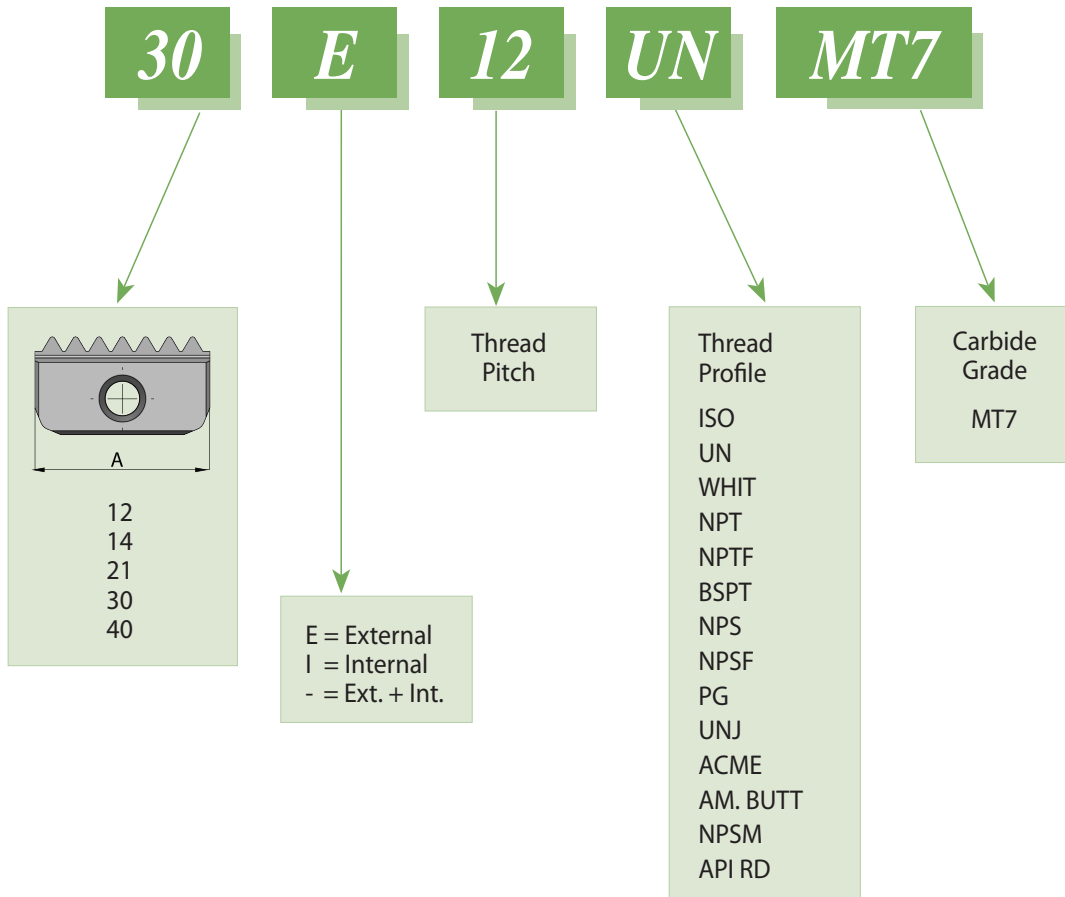 30 E 12 UN MT7
A
12
14
21
30
40
E = External
I = Internal
- = Ext. + Int.
Thread
Pitch
Thread
Profile
ISO
UN
WHIT
NPT
NPTF
BSPT
NPS
NPSF
PG
UNJ
ACME
AM. BUTT
NPSM
API RD
Carbide
Grade
MT7